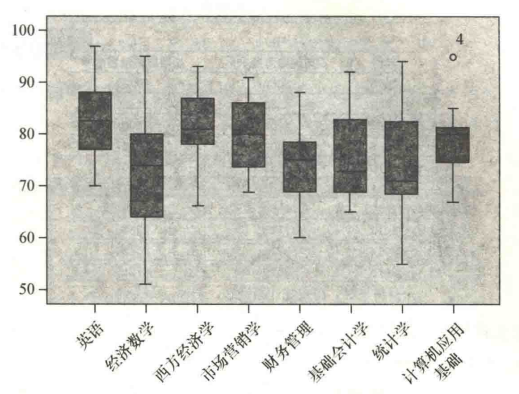 100
90
80
70
60
50
4
英语
经济数学
西方经济学
市场营销学
财务管理
基础会计学
统计学
计算机应用
基础